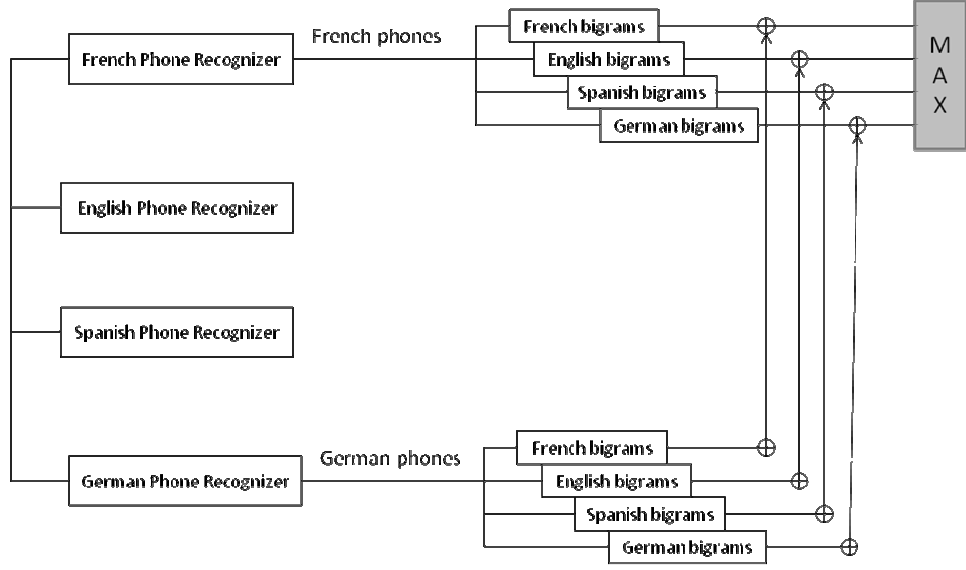 French bigrams
French phones
French Phone Recognizer
English bigrams
Spanish bigrams
German bigrams
M
A
X
English Phone Recognizer
Spanish Phone Recognizer
French bigrams
German phones
German Phone Recognizer
English bigrams
Spanish bigrams
German bigrams